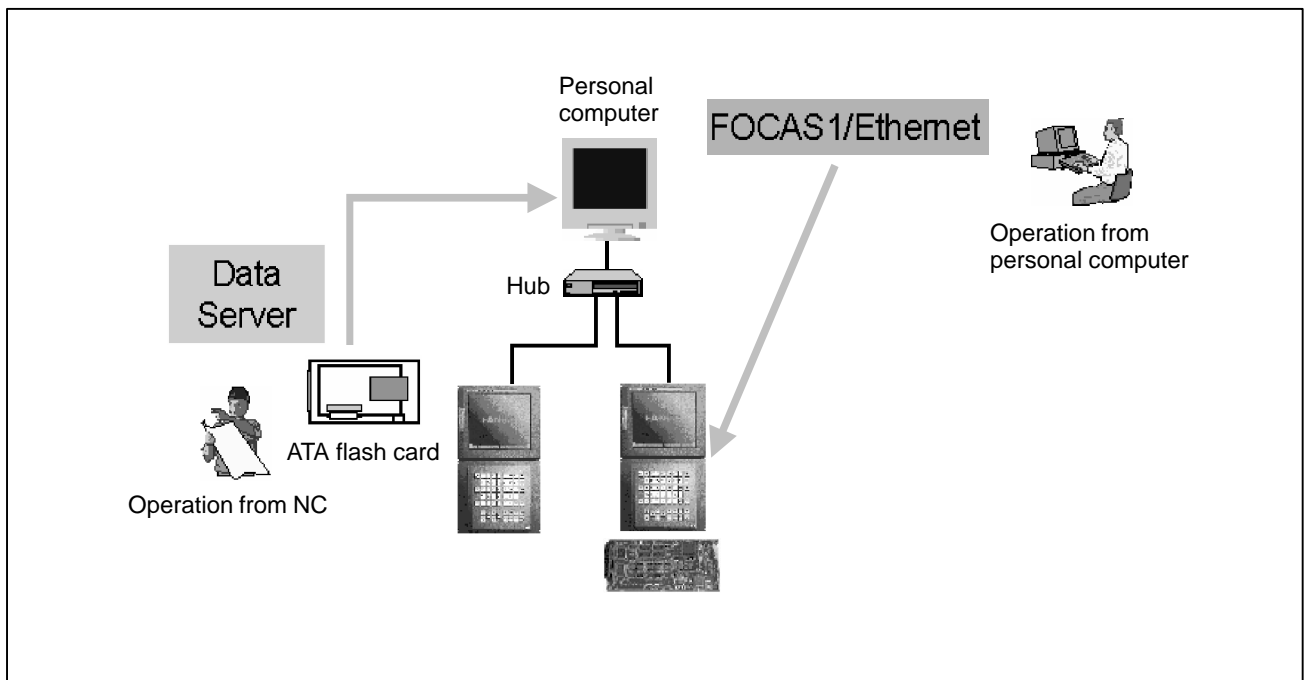 Personal
computer
FOCAS1/Ethernet
Operation from
personal computer
Hub
Data
Server
ATA flash card
Operation from NC